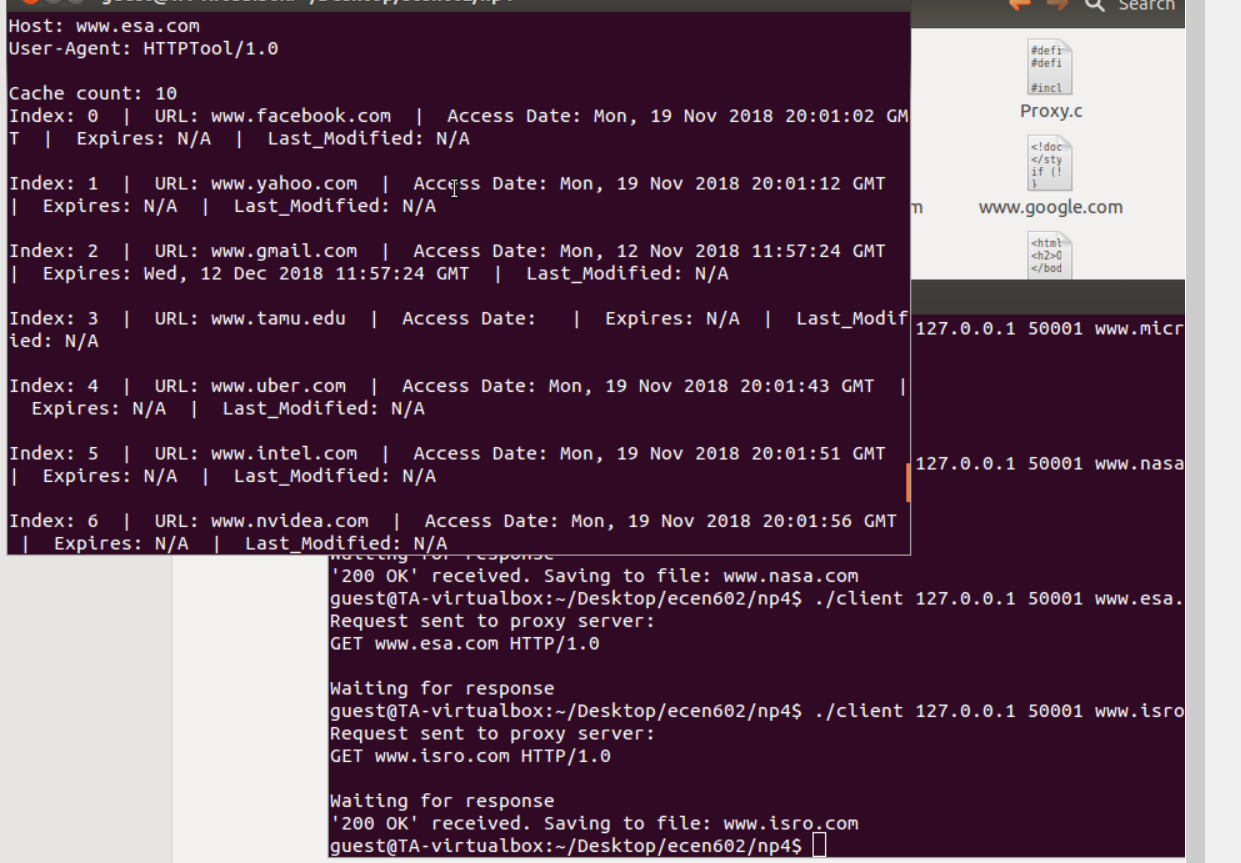 Host: www.esa.com
User-Agent: HTTPTool/1.0
Cache count: 10
Index: 0 | URL: www.facebook.com | Access Date: Mon, 19 Nov 2018 20:01:02 GM
T | Expires: N/A | Last_Modified: N/A
Index: 1 | URL: www.yahoo.com | Access Date: Mon, 19 Nov 2018 20:01:12 GMT
| Expires: N/A | Last_Modified: N/A
Index: 2 | URL: www.gmail.com | Access Date: Mon, 12 Nov 2018 11:57:24 GMT
| Expires: Wed, 12 Dec 2018 11:57:24 GMT | Last_Modified: N/A
Index: 3 | URL: www.tamu.edu | Access Date: | Expires: N/A | Last_Modif
ied: N/A
Index: 4 | URL: www.uber.com | Access Date: Mon, 19 Nov 2018 20:01:43 GMT |
Expires: N/A | Last_Modified: N/A
Index: 5 | URL: www.intel.com | Access Date: Mon, 19 Nov 2018 20:01:51 GMT
| Expires: N/A | Last_Modified: N/A
Index: 6 | URL: www.nvidea.com | Access Date: Mon, 19 Nov 2018 20:01:56 GMT
| Expires: N/A | Last_Modified: N/A
Search
#defi
#defi
#incl
Proxy.c
<!doc
</sty
if (!
}
m
www.google.com
<html
<h2>O
</bod
127.0.0.1 50001 www.micr
127.0.0.1 50001 www.nasa
Waiting for response
'200 OK' received. Saving to file: www.nasa.com
guest@TA-virtualbox:~/Desktop/ecen602/np4$ ./client 127.0.0.1 50001 www.esa.
Request sent to proxy server:
GET www.esa.com HTTP/1.0
Waiting for response
guest@TA-virtualbox:~/Desktop/ecen602/np4$ ./client 127.0.0.1 50001 www.isro
Request sent to proxy server:
GET www.isro.com HTTP/1.0
Waiting for response
'200 OK' received. Saving to file: www.isro.com
guest@TA-virtualbox:~/Desktop/ecen602/np4$